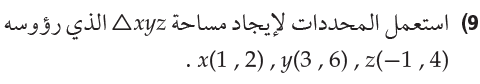 (9 استعمل المحددات لإيجاد مساحة △xyz الذي رؤوسه
x(1 , 2) , y(3 , 6) , z(−1 , 4) .